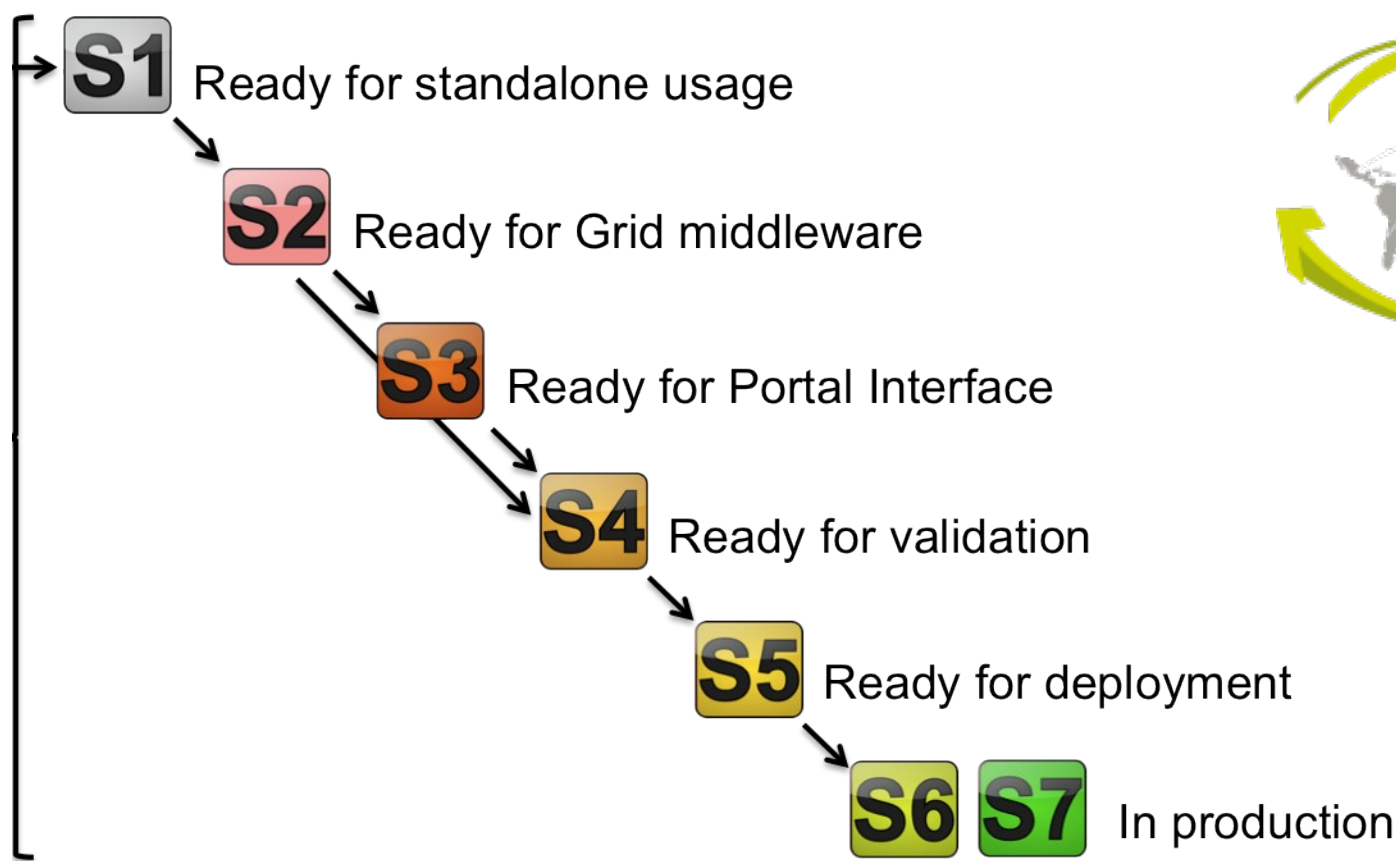 S1 Ready for standalone usage
S2 Ready for Grid middleware
S3 Ready for Portal Interface
S4 Ready for validation
S5 Ready for deployment
S6 S7 In production